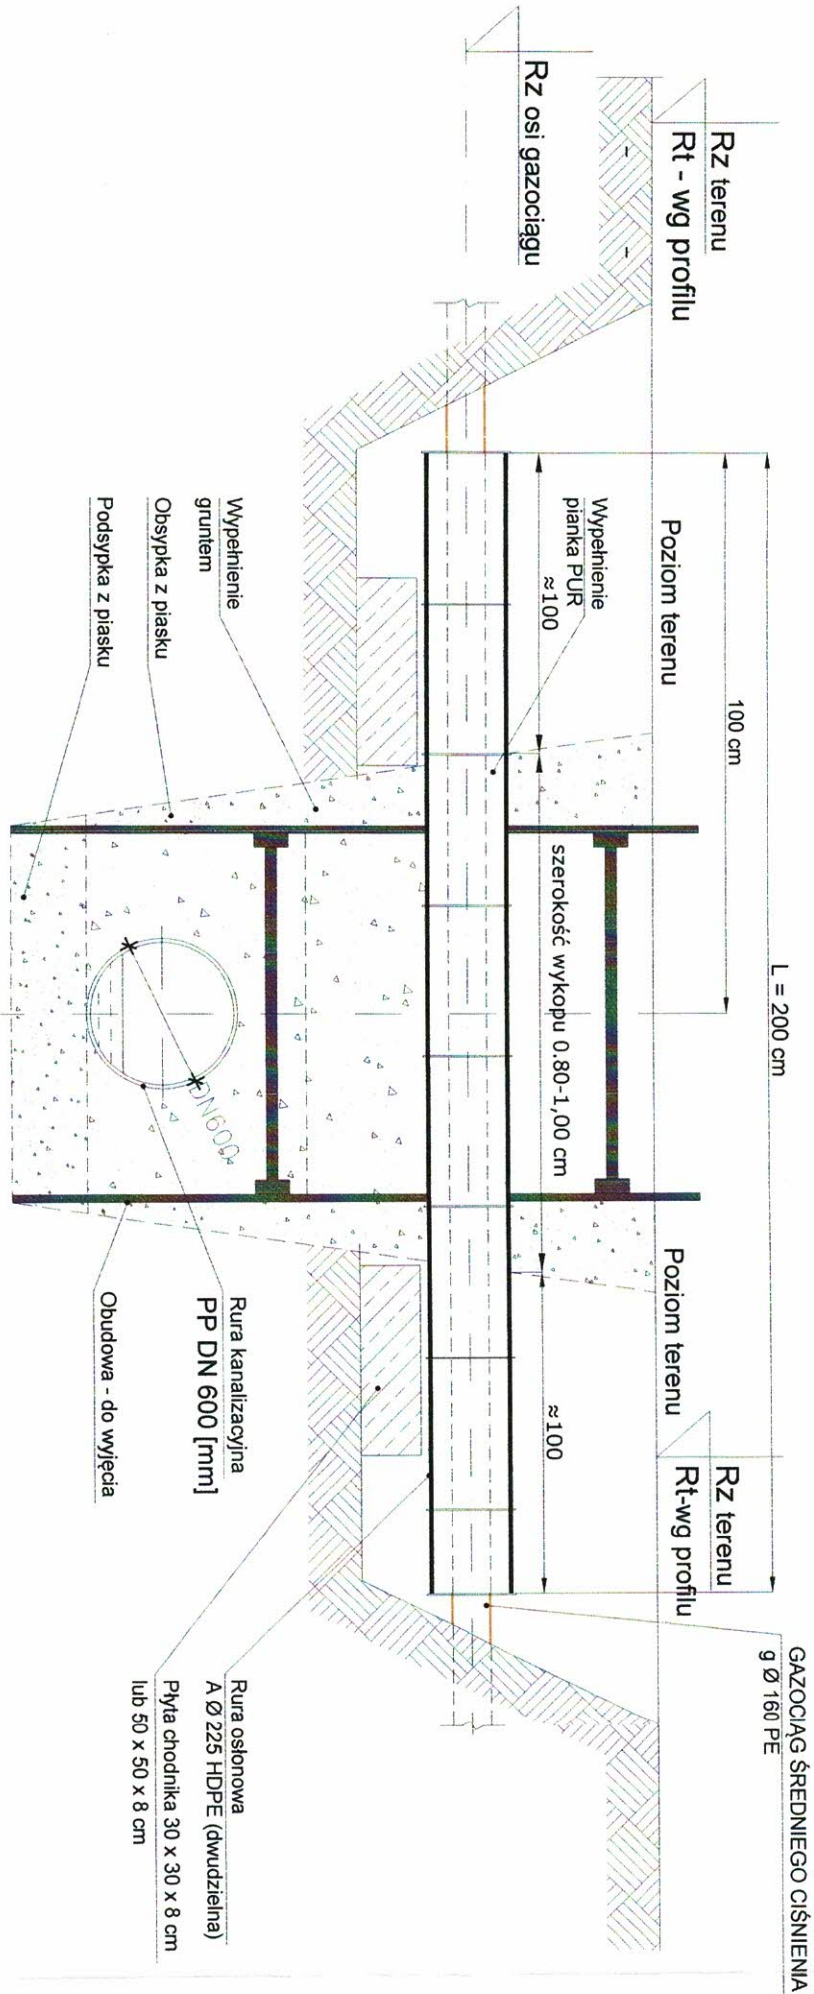 Rz terenu
Rt - wg profilu
Rz osi gazociągu
L = 200 cm
100 cm
Poziom terenu
Poziom terenu
Rz terenu
Rt-wg profilu
GAZOCIĄG ŚREDNIEGO CIŚNIENIA
g Ø 160 PE
Wypełnienie
pianka PUR
≈100
szerokość wykopu 0.80-1,00 cm
≈100
Wypełnienie
gruntem
Obsypka z piasku
Podsypka z piasku
DN600
Rura kanalizacyjna
PP DN 600 [mm]
Obudowa - do wyjęcia
Rura osłonowa
A Ø 225 HDPE (dwudzielna)
Płyta chodnika 30 x 30 x 8 cm
lub 50 x 50 x 8 cm